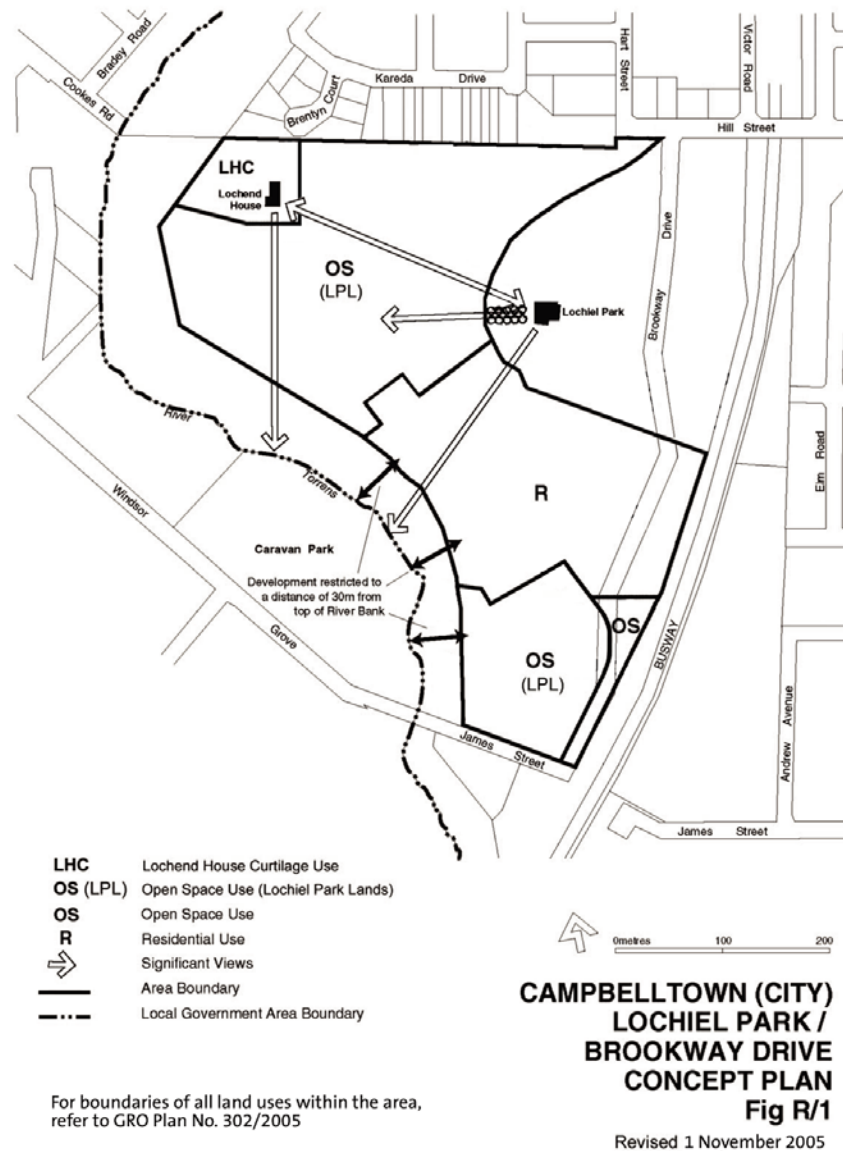 Bradey Road
Cookes Rd
Brentyn Court
Kareda Drive
Hart Street
Victor Road
Hill Street
LHC
Lochend
House
OS
(LPL)
Lochiel Park
Brookway Drive
River Torrens
Windsor Grove
Caravan Park
Development restricted to
a distance of 30m from
top of River Bank
R
OS
OS
(LPL)
BUSWAY
Elm Road
Andrew Avenue
James Street
James Street
LHC Lochend House Curtilage Use
OS (LPL) Open Space Use (Lochiel Park Lands)
OS Open Space Use
R Residential Use
Significant Views
Area Boundary
Local Government Area Boundary
0metres 100 200
CAMPBELLTOWN (CITY)
LOCHIEL PARK /
BROOKWAY DRIVE
CONCEPT PLAN
Fig R/1
Revised 1 November 2005
For boundaries of all land uses within the area,
refer to GRO Plan No. 302/2005